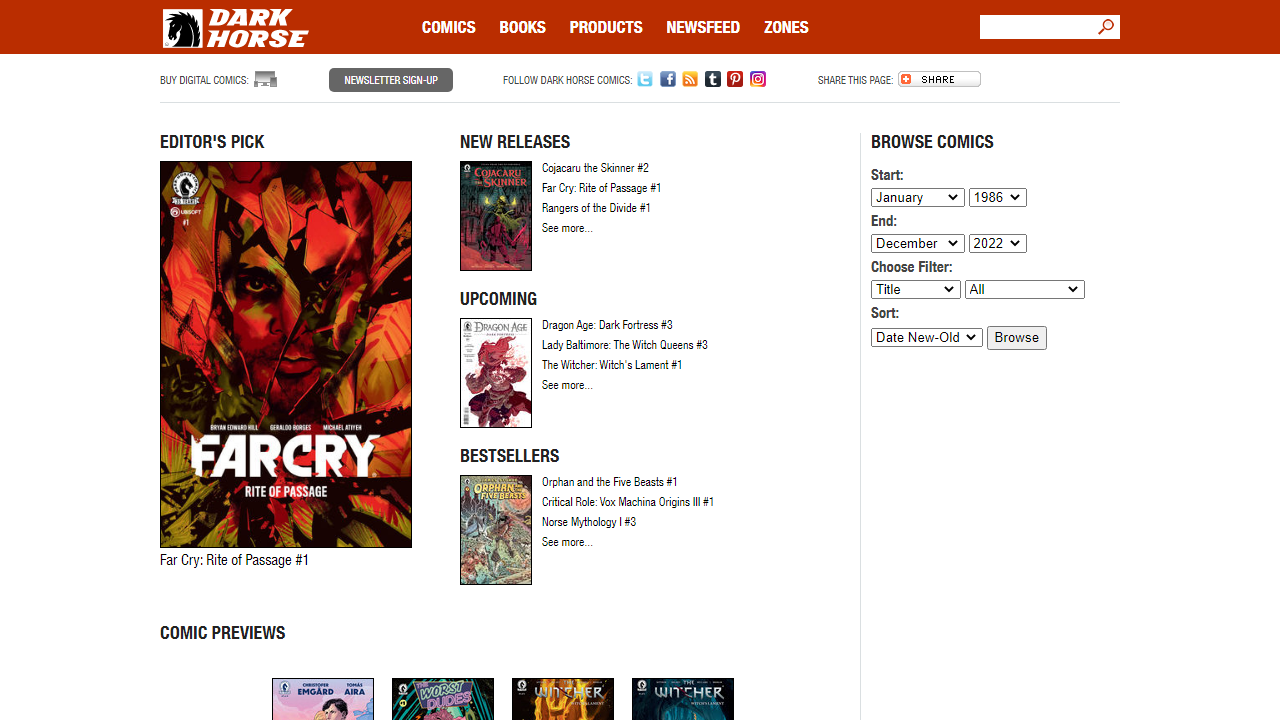 DARK
HORSE
COMICS
BOOKS
PRODUCTS
NEWSFEED
ZONES
BUY DIGITAL COMICS:
NEWSLETTER SIGN-UP
FOLLOW DARK HORSE COMICS:
SHARE THIS PAGE:
SHARE
EDITOR'S PICK
UBISOFT
#1
BRYAN EDWARD HILL GERALDO BORGES MICHAEL ATIYEH
FARCRY
RITE OF PASSAGE
Far Cry: Rite of Passage #1
NEW RELEASES
COJACARU
THE SKINNER
Cojacaru the Skinner #2
Far Cry: Rite of Passage #1
Rangers of the Divide #1
See more...
UPCOMING
DRAGON AGE
Dragon Age: Dark Fortress #3
Lady Baltimore: The Witch Queens #3
The Witcher: Witch's Lament #1
See more...
BESTSELLERS
ORPHAN AND THE
FIVE BEASTS
Orphan and the Five Beasts #1
Critical Role: Vox Machina Origins III #1
Norse Mythology I #3
See more...
BROWSE COMICS
Start:
January 1986
End:
December 2022
Choose Filter:
Title All
Sort:
Date New-Old Browse
COMIC PREVIEWS
CHRISTOFER EMGÅRD TOMÁS AIRA
THE WORST DUDES
THE WITCHER
WITCH'S LAMENT
THE WITCHER
WITCH'S LAMENT